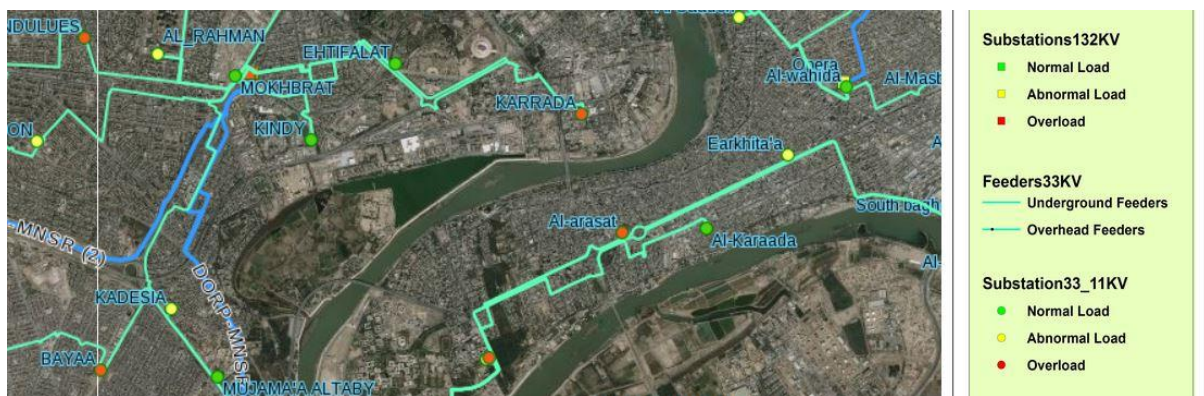 NDULUES
AL_RAHMAN
EHTIFALAT
MOKHBRAT
KARRADA
KINDY
ON
Opera
Al-wahida
Al-Masb
Earkhita'a
South bagh
Al-arasat
Al-Karaada
Al-
MNSR (2)
KADESIA
DORP-MNSR
BAYAA
MUJAMA'A ALTABY
Substations132KV
Normal Load
Abnormal Load
Overload
Feeders33KV
Underground Feeders
Overhead Feeders
Substation33_11KV
Normal Load
Abnormal Load
Overload